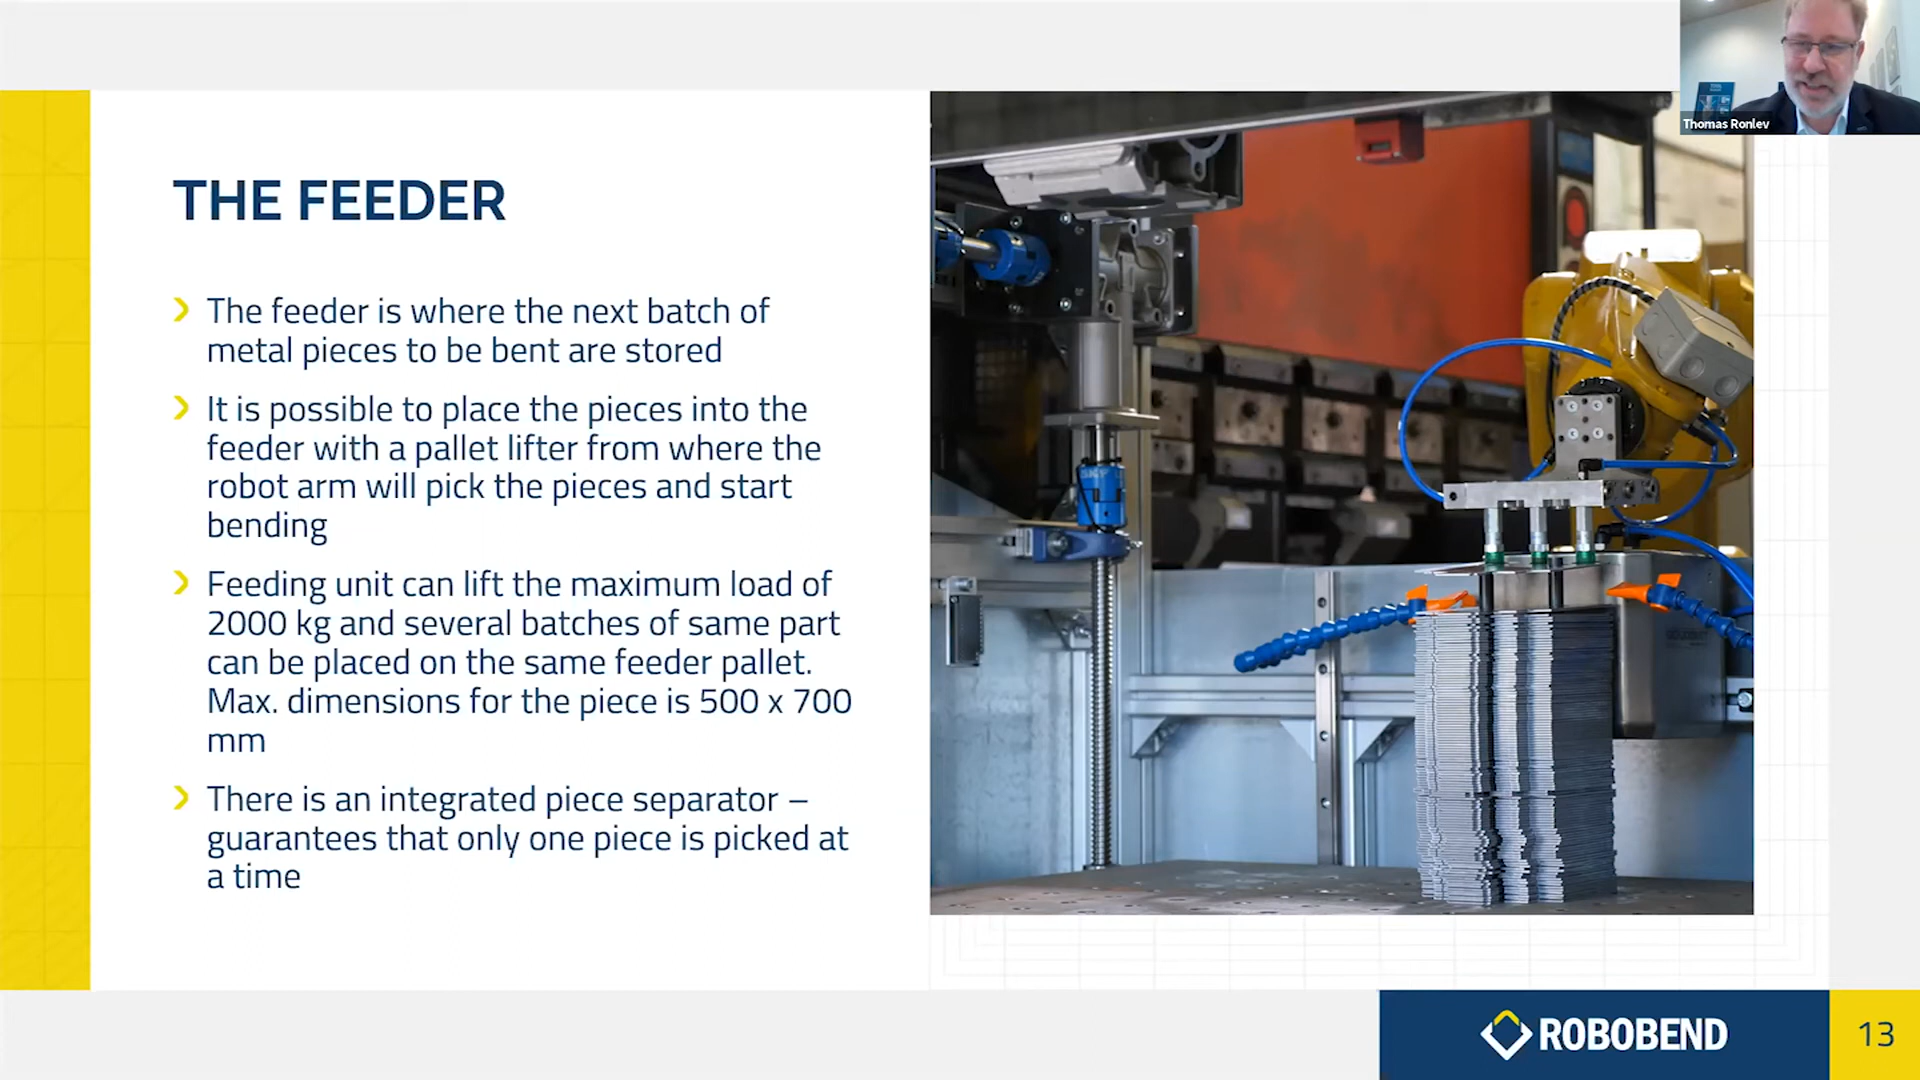 Thomas Ronlev
THE FEEDER
The feeder is where the next batch of
metal pieces to be bent are stored
It is possible to place the pieces into the
feeder with a pallet lifter from where the
robot arm will pick the pieces and start
bending
Feeding unit can lift the maximum load of
2000 kg and several batches of same part
can be placed on the same feeder pallet.
Max. dimensions for the piece is 500 x 700
mm
There is an integrated piece separator –
guarantees that only one piece is picked at
a time
SKF
ROBOBEND
13